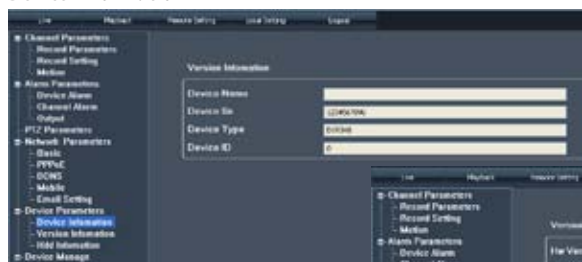 Live Playback Remote Setting Local Setting Logout
Channel Parameters
Record Parameters
Record Setting
Motion
Alarm Parameters
Device Alarm
Channel Alarm
Output
PTZ Parameters
Network Parameters
Basic
PPPoE
DDNS
Mobile
Email Setting
Device Parameters
Device Information
Version Information
Hdd Information
Device Manage
Version Information
Device Name
Device Sn
Device Type
Device ID 0
Live Playback Remote Setting
Channel Parameters
Record Parameters
Record Setting
Motion
Alarm Parameters
Device Alarm